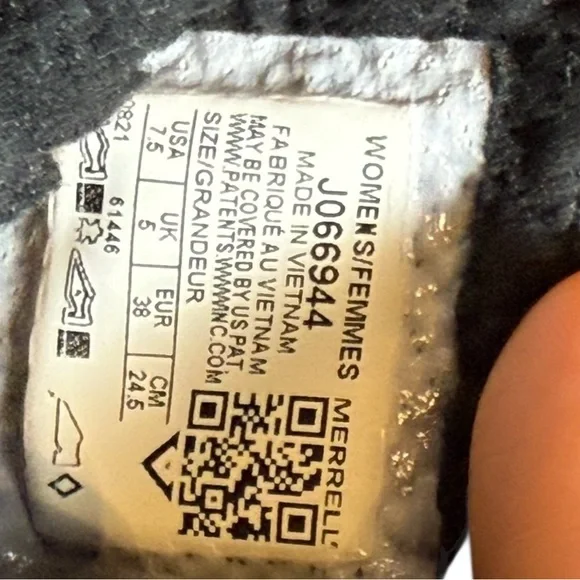 WOMENS/FEMMES
MERRELL
J066944
MADE IN VIETNAM
FABRIQUÉ AU VIETNAM
MAY BE COVERED BY US PAT
WWW.PATENTS.WWWINC.COM
SIZE/GRANDEUR
USA UK EUR CM
7.5 5 38 24.5
61446
0821